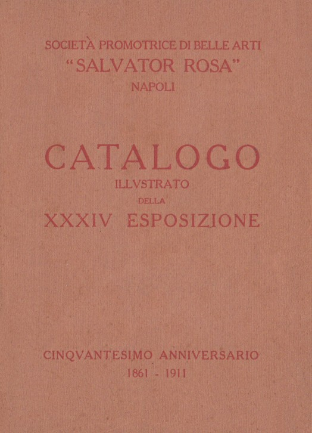 SOCIETÀ PROMOTRICE DI BELLE ARTI
"SALVATOR ROSA"
NAPOLI
CATALOGO
ILLVSTRATO
DELLA
XXXIV ESPOSIZIONE
CINQVANTESIMO ANNIVERSARIO
1861 - 1911